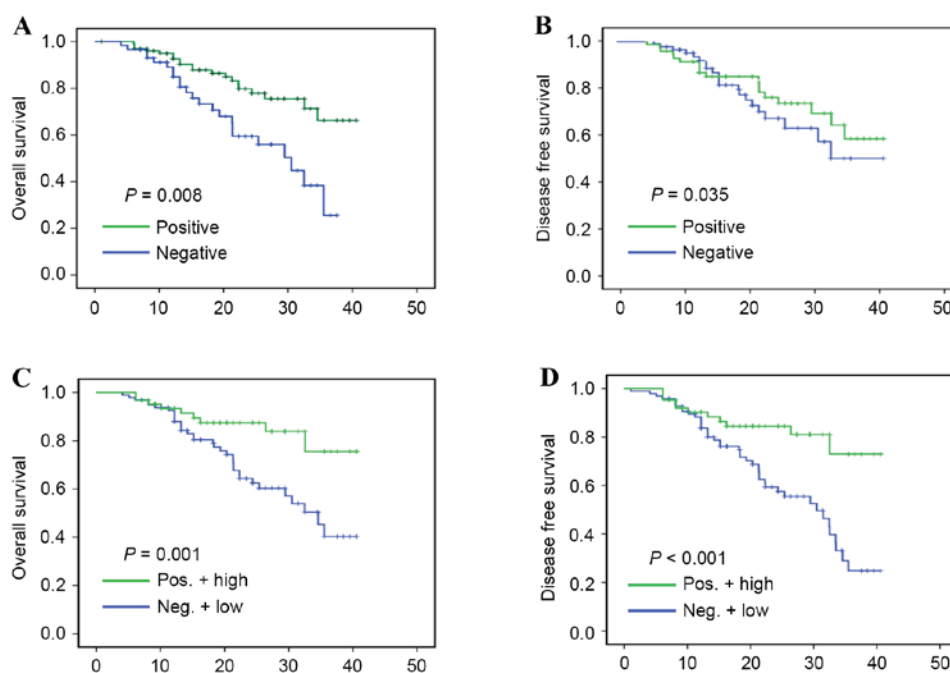 A
Overall survival
1.0
0.8
0.6
0.4
0.2
0.0
P = 0.008
Positive
Negative
0 10 20 30 40 50
B
Disease free survival
1.0
0.8
0.6
0.4
0.2
0.0
P = 0.035
Positive
Negative
0 10 20 30 40 50
C
Overall survival
1.0
0.8
0.6
0.4
0.2
0.0
P = 0.001
Pos. + high
Neg. + low
0 10 20 30 40 50
D
Disease free survival
1.0
0.8
0.6
0.4
0.2
0.0
P < 0.001
Pos. + high
Neg. + low
0 10 20 30 40 50